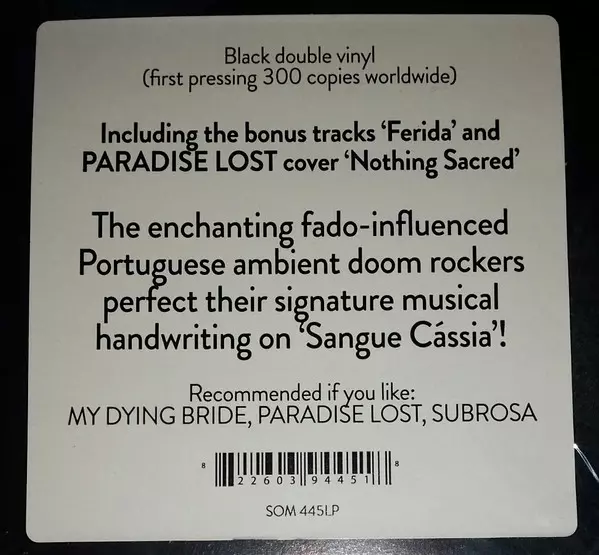 Black double vinyl
(first pressing 300 copies worldwide)
Including the bonus tracks ‘Ferida’ and
PARADISE LOST cover ‘Nothing Sacred’
The enchanting fado-influenced
Portuguese ambient doom rockers
perfect their signature musical
handwriting on ‘Sangue Cássia’!
Recommended if you like:
MY DYING BRIDE, PARADISE LOST, SUBROSA
8 22603 94451 8
SOM 445LP